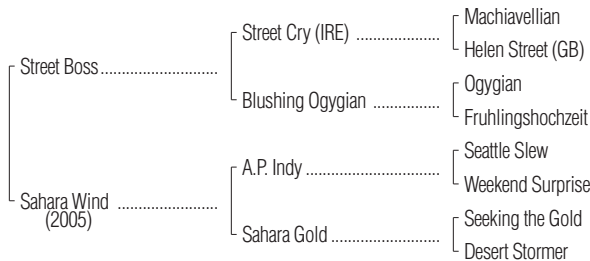 Machiavellian
Street Cry (IRE) ..................
Helen Street (GB)
Street Boss..........................
Ogygian
Blushing Ogygian ...............
Fruhlingshochzeit
Seattle Slew
A.P. Indy .............................
Weekend Surprise
Sahara Wind ......................
(2005)
Seeking the Gold
Sahara Gold ........................
Desert Stormer